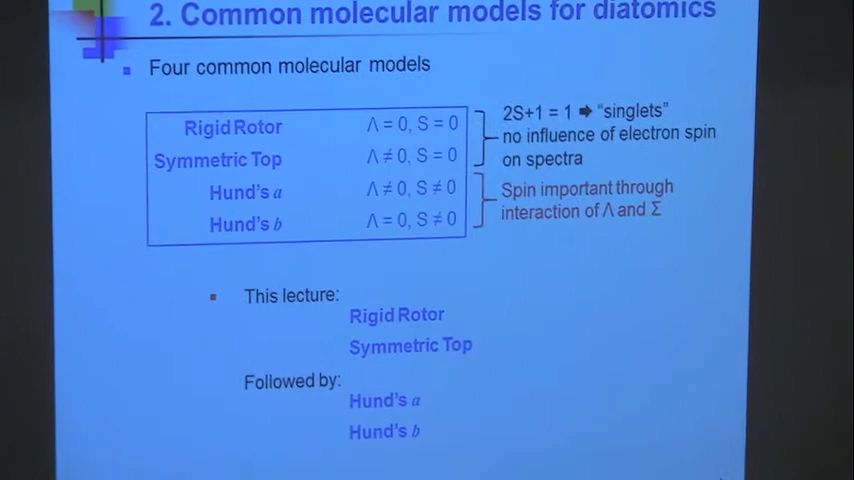 2. Common molecular models for diatomics
Four common molecular models
Rigid Rotor Λ = 0, S = 0
Symmetric Top Λ ≠ 0, S = 0
Hund's a Λ ≠ 0, S ≠ 0
Hund's b Λ = 0, S ≠ 0
2S+1 = 1 ➡ "singlets"
no influence of electron spin
on spectra
Spin important through
interaction of Λ and Σ
This lecture:
Rigid Rotor
Symmetric Top
Followed by:
Hund's a
Hund's b